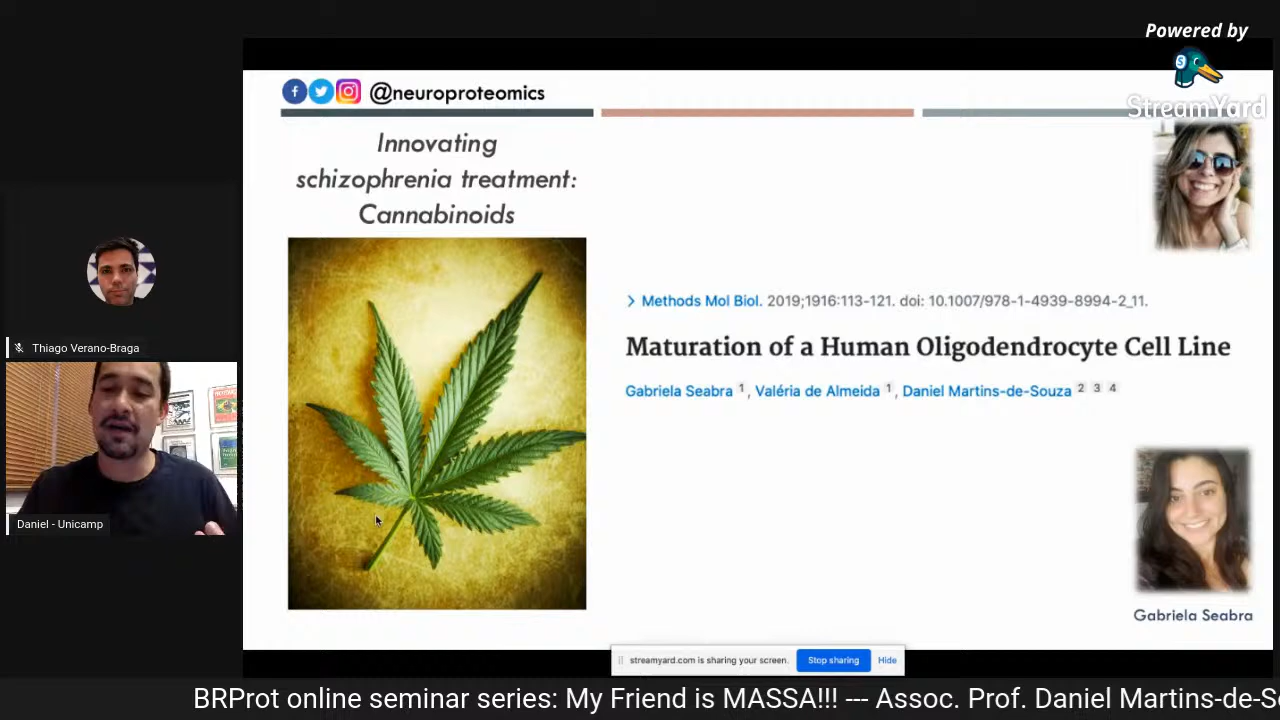 Powered by
StreamYard
@neuroproteomics
Innovating
schizophrenia treatment:
Cannabinoids
Methods Mol Biol. 2019;1916:113-121. doi: 10.1007/978-1-4939-8994-2_11.
Maturation of a Human Oligodendrocyte Cell Line
Gabriela Seabra 1 , Valéria de Almeida 1 , Daniel Martins-de-Souza 2 3 4
Gabriela Seabra
Thiago Verano-Braga
Daniel - Unicamp
streamyard.com is sharing your screen. Stop sharing Hide
BRProt online seminar series: My Friend is MASSA!!! --- Assoc. Prof. Daniel Martins-de-S